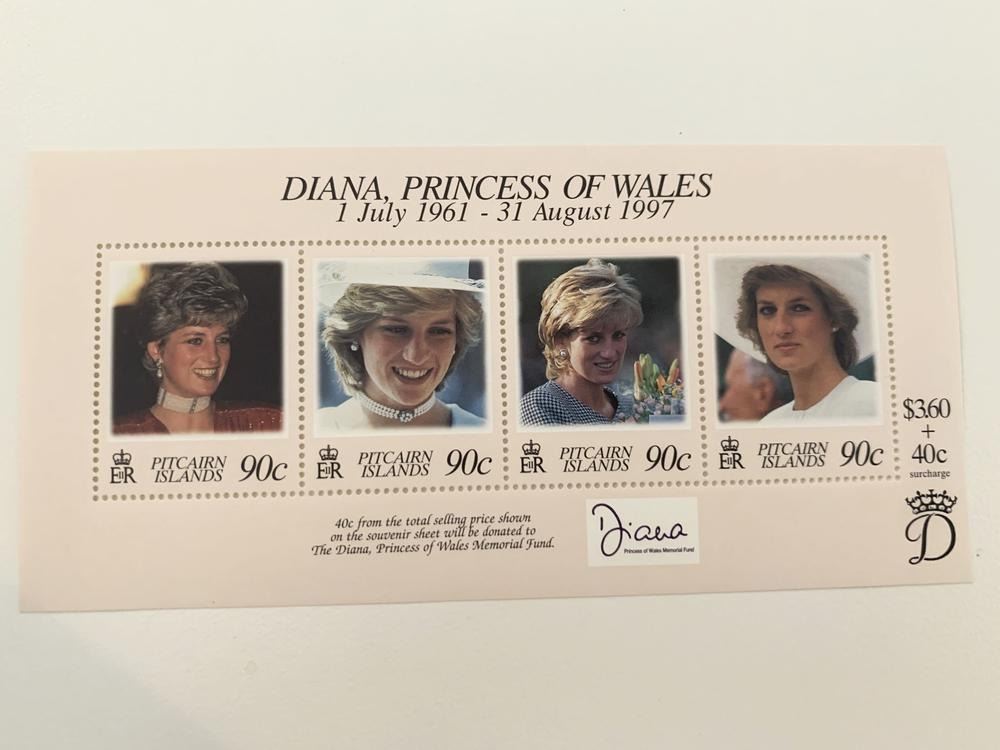 DIANA, PRINCESS OF WALES
1 July 1961 - 31 August 1997
EIIR
PITCAIRN
ISLANDS
90c
EIIR
PITCAIRN
ISLANDS
90c
EIIR
PITCAIRN
ISLANDS
90c
EIIR
PITCAIRN
ISLANDS
90c
$3.60
+
40c
surcharge
40c from the total selling price shown
on the souvenir sheet will be donated to
The Diana, Princess of Wales Memorial Fund.
Diana
Princess of Wales Memorial Fund
D